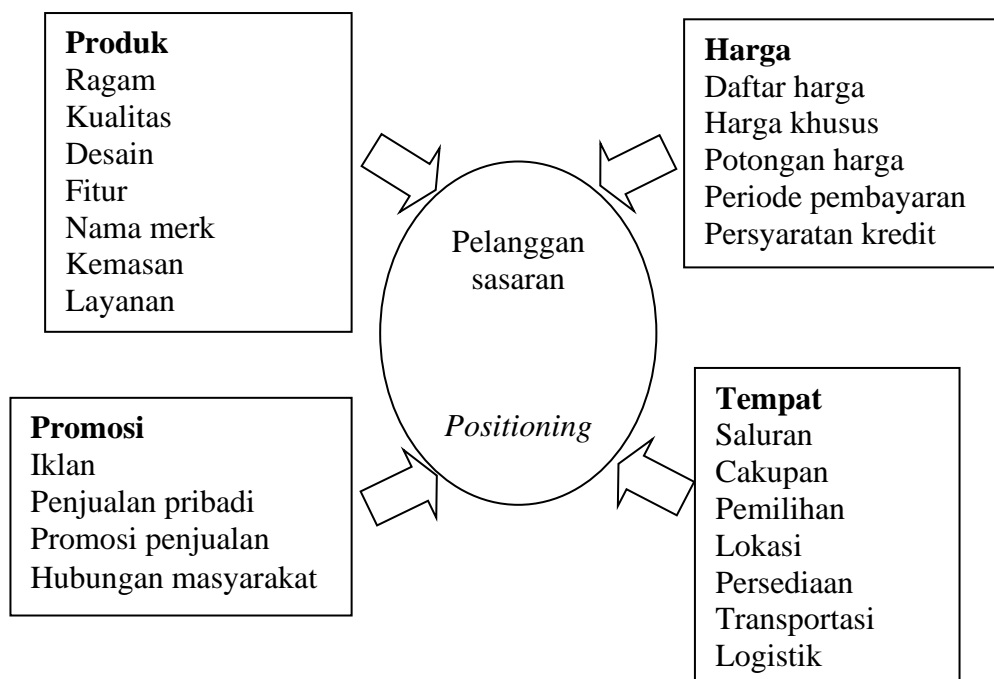 Produk
Ragam
Kualitas
Desain
Fitur
Nama merk
Kemasan
Layanan
Harga
Daftar harga
Harga khusus
Potongan harga
Periode pembayaran
Persyaratan kredit
Pelanggan
sasaran
Positioning
Promosi
Iklan
Penjualan pribadi
Promosi penjualan
Hubungan masyarakat
Tempat
Saluran
Cakupan
Pemilihan
Lokasi
Persediaan
Transportasi
Logistik